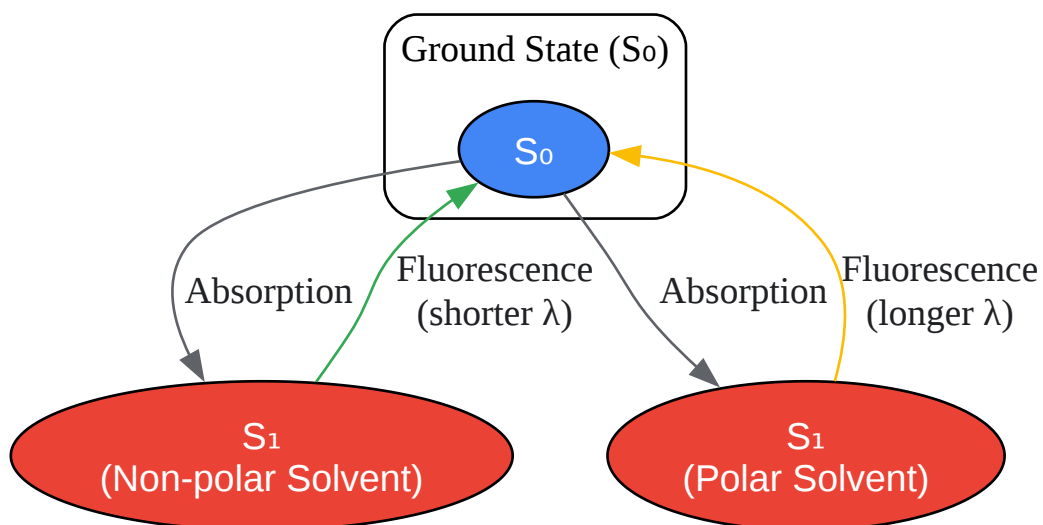 Ground State (S₀)
S₀
Absorption
Fluorescence
(shorter λ)
Absorption
Fluorescence
(longer λ)
S₁
(Non-polar Solvent)
S₁
(Polar Solvent)